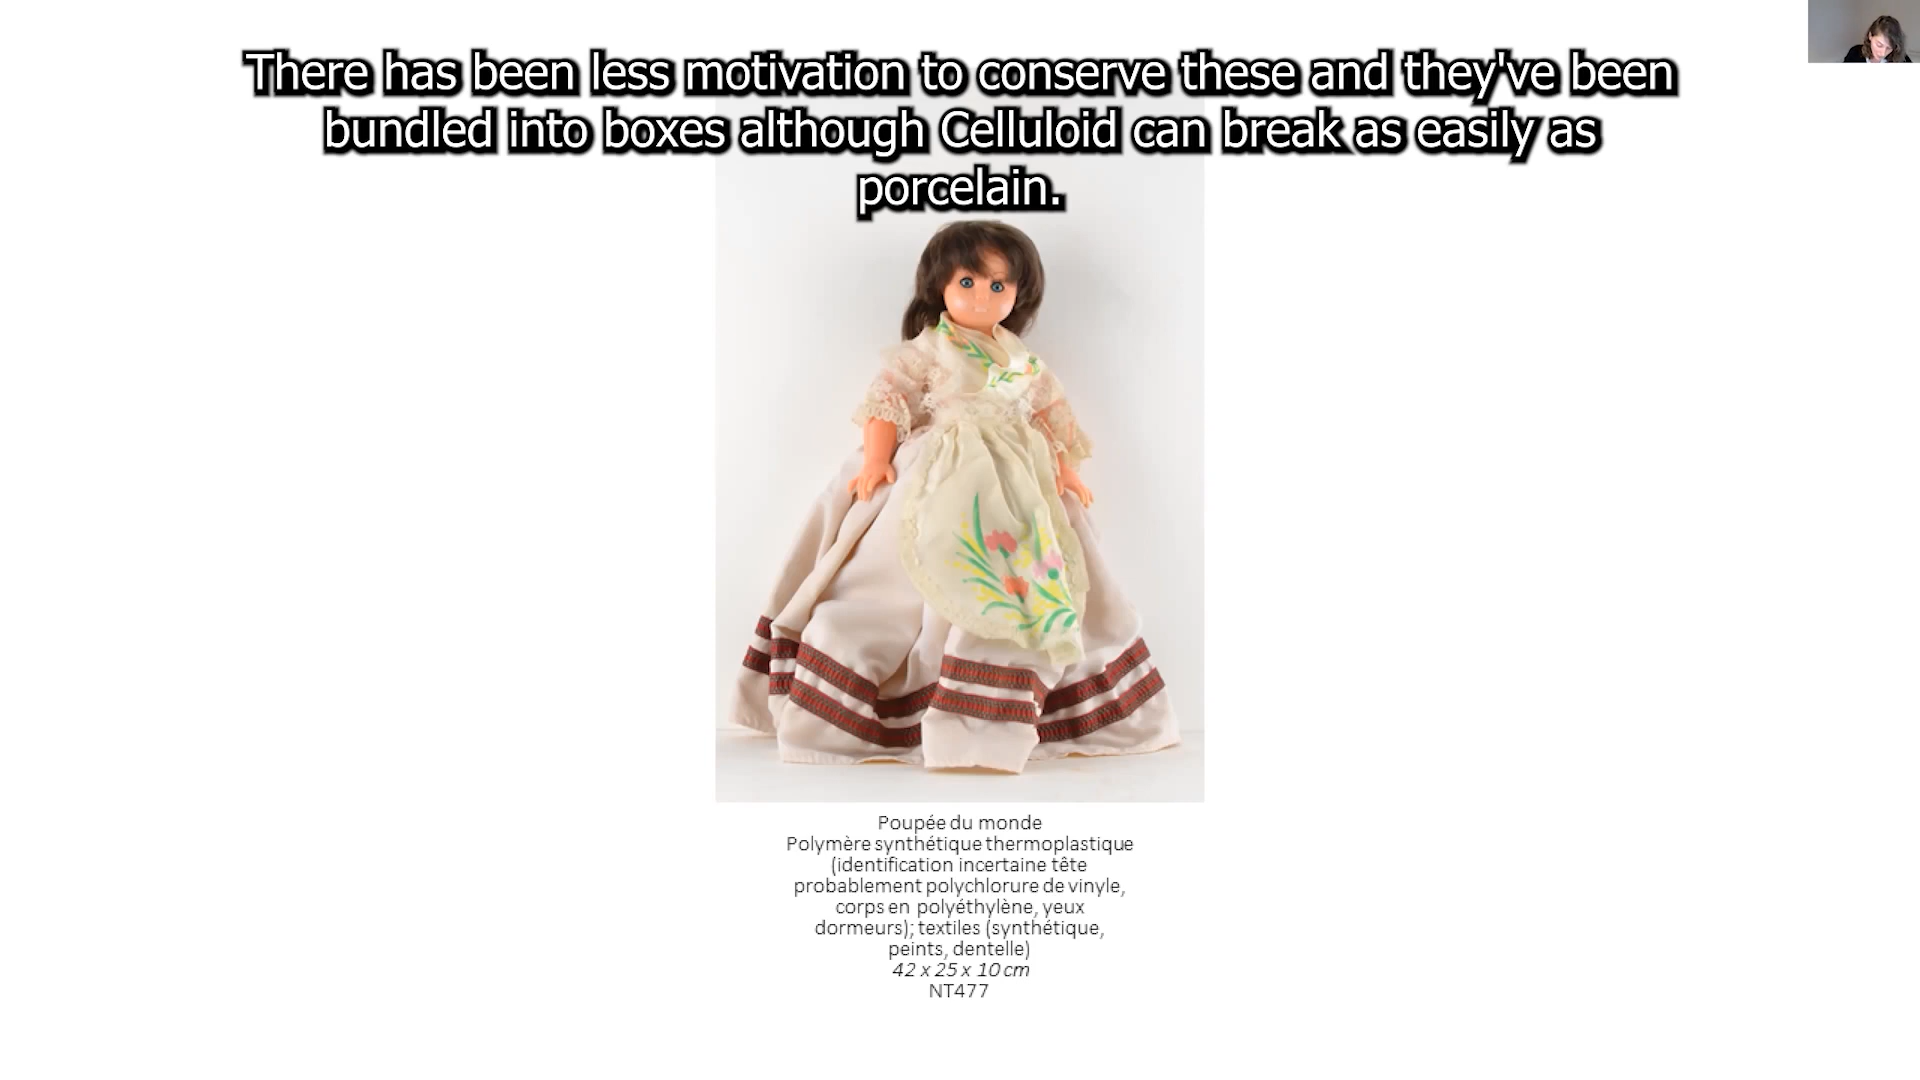 There has been less motivation to conserve these and they've been
bundled into boxes although Celluloid can break as easily as
porcelain.
Poupée du monde
Polymère synthétique thermoplastique
(identification incertaine tête
probablement polychlorure de vinyle,
corps en polyéthylène, yeux
dormeurs); textiles (synthétique,
peints, dentelle)
42 x 25 x 10 cm
NT477